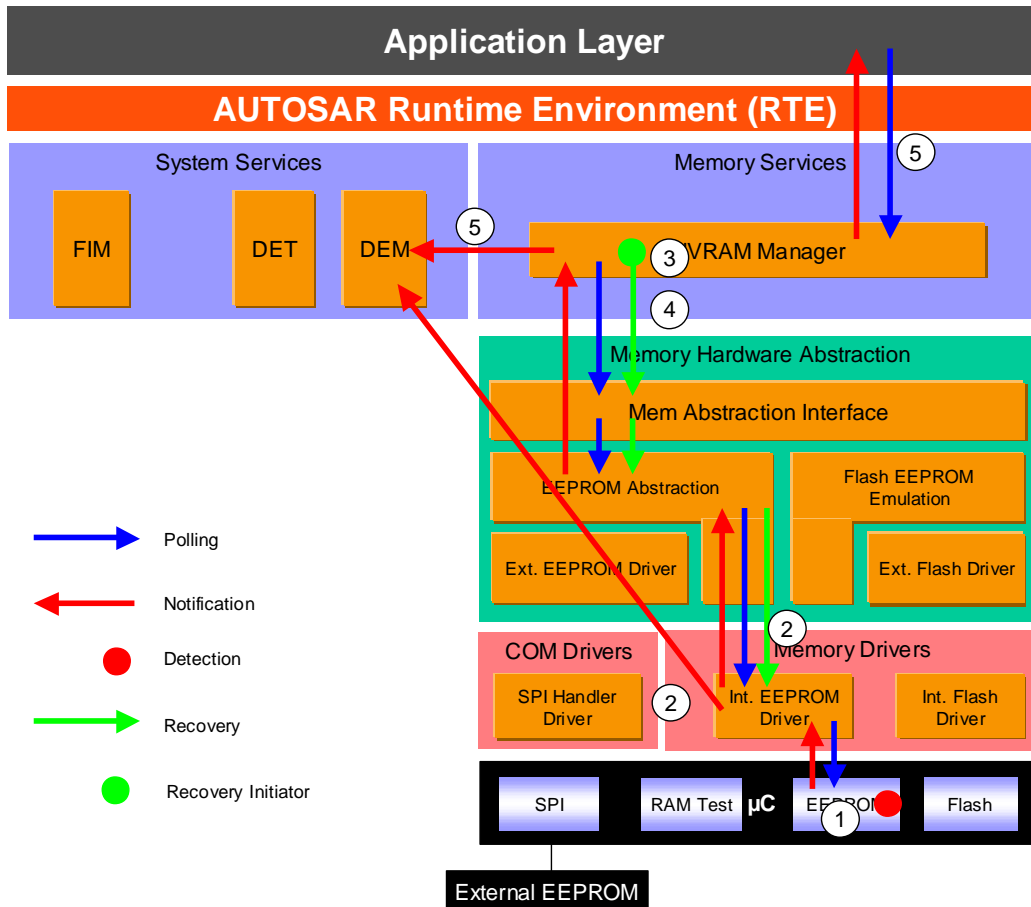 Application Layer
AUTOSAR Runtime Environment (RTE)
System Services
Memory Services
5
5
FIM
DET
DEM
3
VRAM Manager
4
Memory Hardware Abstraction
Mem Abstraction Interface
EEPROM Abstraction
Flash EEPROM
Emulation
Polling
Ext. EEPROM Driver
Ext. Flash Driver
Notification
2
Detection
COM Drivers
Memory Drivers
SPI Handler
Driver
2
Int. EEPROM
Driver
Int. Flash
Driver
Recovery
Recovery Initiator
SPI
RAM Test
µC
EEPROM
1
Flash
External EEPROM